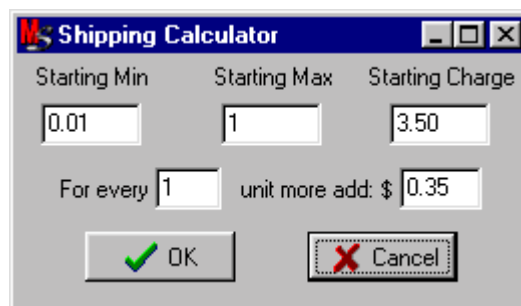 MS Shipping Calculator
Starting Min Starting Max Starting Charge
0.01 1 3.50
For every 1 unit more add: $ 0.35
OK Cancel